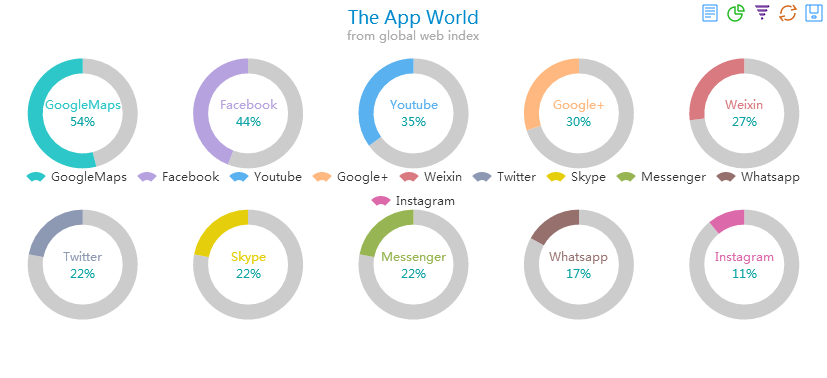 The App World
from global web index
GoogleMaps
54%
Facebook
44%
Youtube
35%
Google+
30%
Weixin
27%
GoogleMaps Facebook Youtube Google+ Weixin Twitter Skype Messenger Whatsapp
Instagram
Twitter
22%
Skype
22%
Messenger
22%
Whatsapp
17%
Instagram
11%